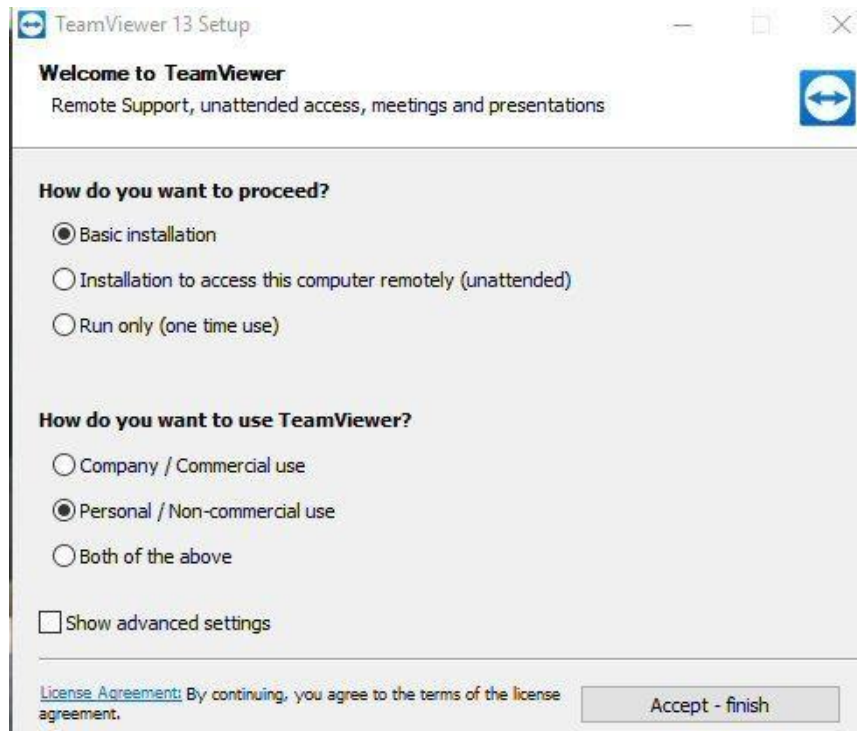 TeamViewer 13 Setup
Welcome to TeamViewer
Remote Support, unattended access, meetings and presentations
How do you want to proceed?
Basic installation
Installation to access this computer remotely (unattended)
Run only (one time use)
How do you want to use TeamViewer?
Company / Commercial use
Personal / Non-commercial use
Both of the above
Show advanced settings
License Agreement: By continuing, you agree to the terms of the license
agreement.
Accept - finish